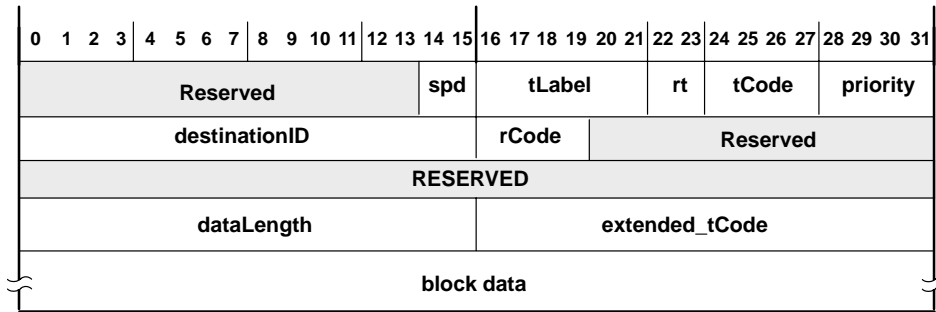 0 1 2 3 4 5 6 7 8 9 10 11 12 13 14 15 16 17 18 19 20 21 22 23 24 25 26 27 28 29 30 31
Reserved spd tLabel rt tCode priority
destinationID rCode Reserved
RESERVED
dataLength extended_tCode
block data